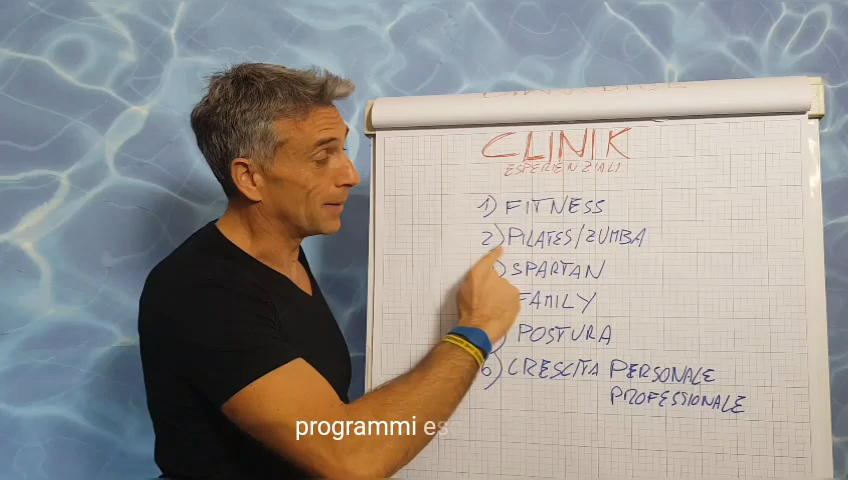 CLINIK
ESPERIENZIALI
1) FITNESS
2) PILATES/ZUMBA
) SPARTAN
FAMILY
) POSTURA
6) CRESCITA PERSONALE
PROFESSIONALE
programmi es